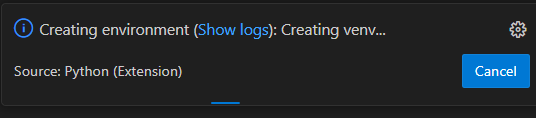 Creating environment (Show logs): Creating venv...
Source: Python (Extension)
Cancel